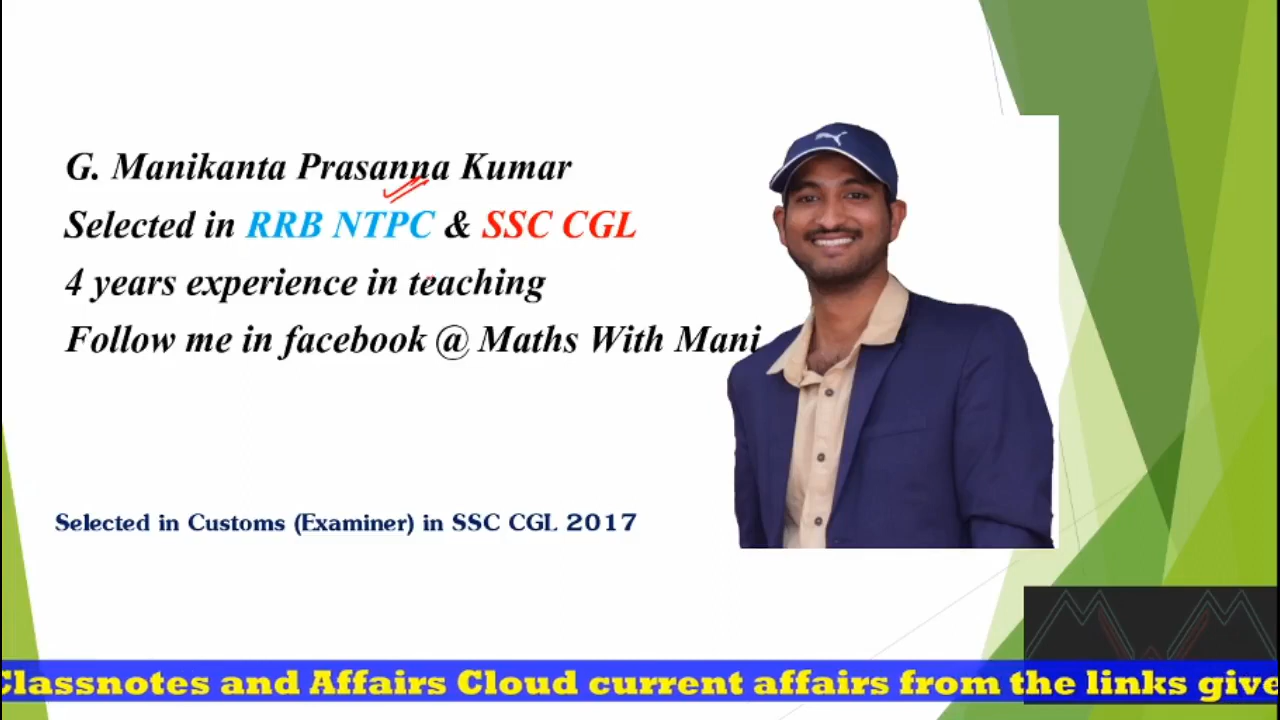 G. Manikanta Prasanna Kumar
Selected in RRB NTPC & SSC CGL
4 years experience in teaching
Follow me in facebook @ Maths With Mani
Selected in Customs (Examiner) in SSC CGL 2017
Classnotes and Affairs Cloud current affairs from the links give